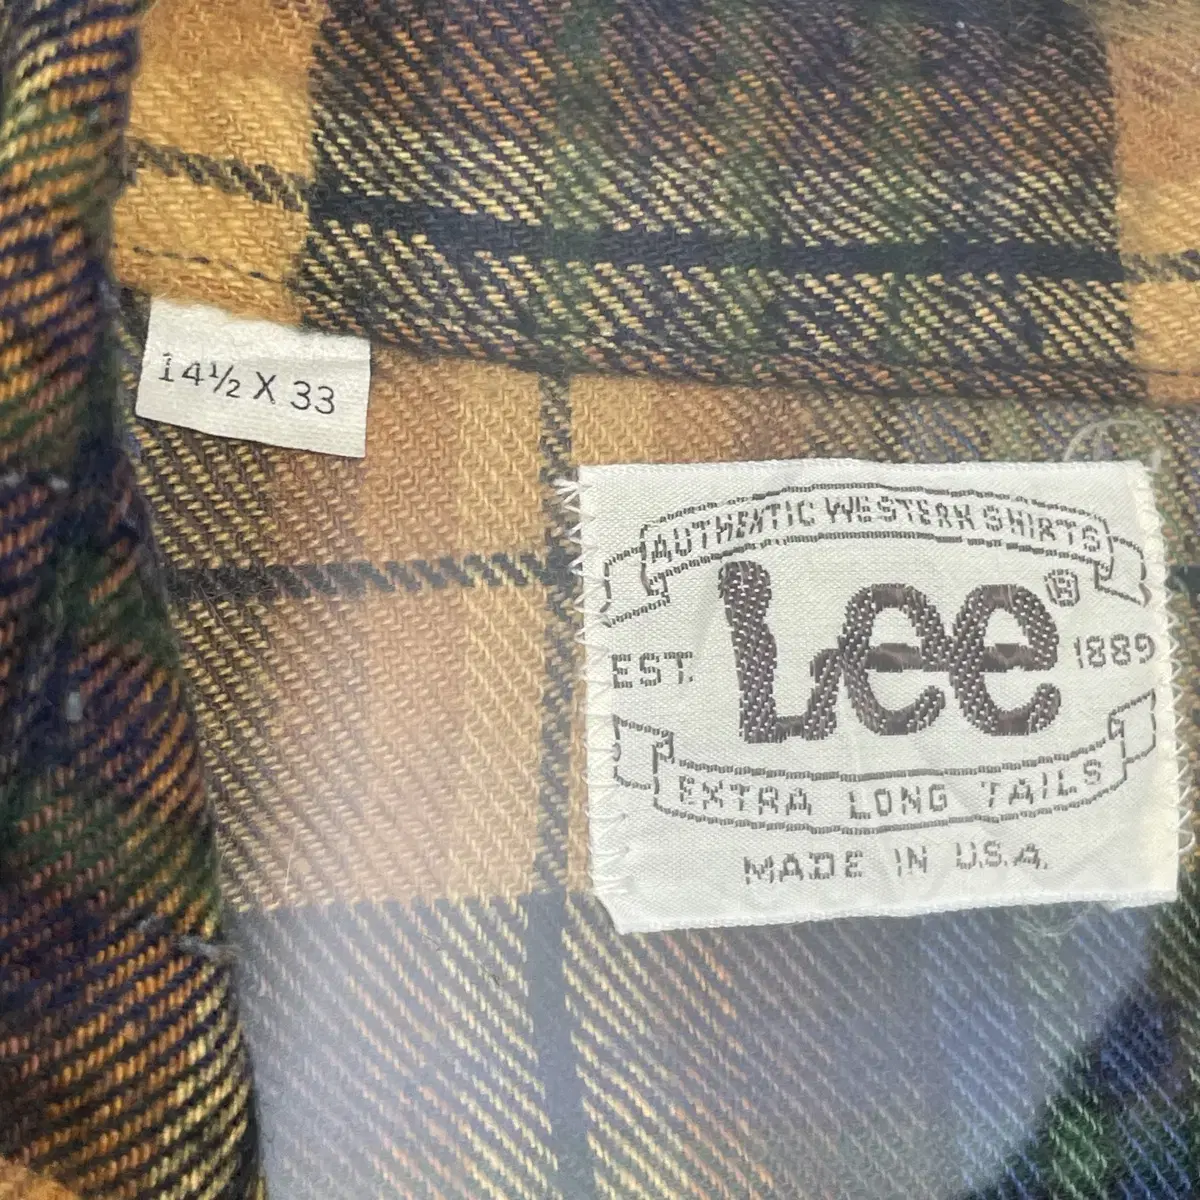 14½ X 33
AUTHENTIC WESTERN SHIRTS
Lee®
EST. 1889
EXTRA LONG TAILS
MADE IN U.S.A.